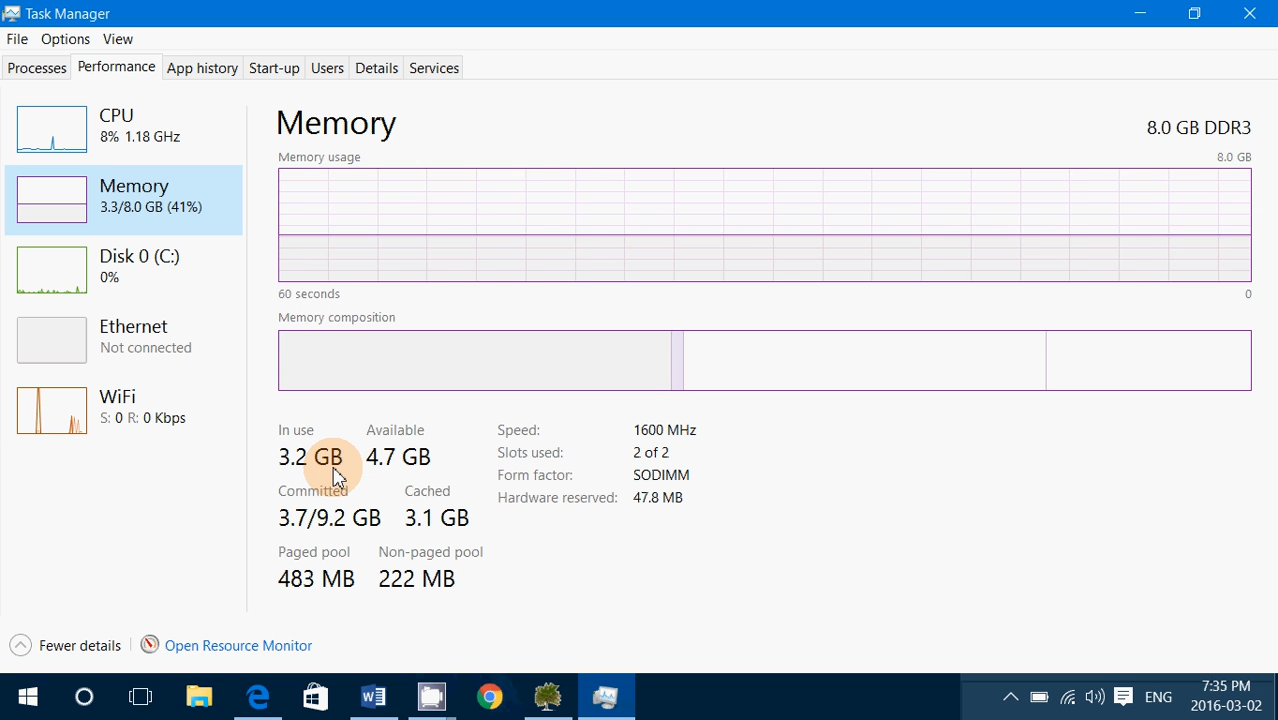 Task Manager
File Options View
Processes Performance App history Start-up Users Details Services
CPU
8% 1.18 GHz
Memory
3.3/8.0 GB (41%)
Disk 0 (C:)
0%
Ethernet
Not connected
WiFi
S: 0 R: 0 Kbps
Memory 8.0 GB DDR3
Memory usage 8.0 GB
60 seconds 0
Memory composition
In use Available
3.2 GB 4.7 GB
Committed Cached
3.7/9.2 GB 3.1 GB
Paged pool Non-paged pool
483 MB 222 MB
Speed: 1600 MHz
Slots used: 2 of 2
Form factor: SODIMM
Hardware reserved: 47.8 MB
Fewer details Open Resource Monitor
ENG
7:35 PM
2016-03-02